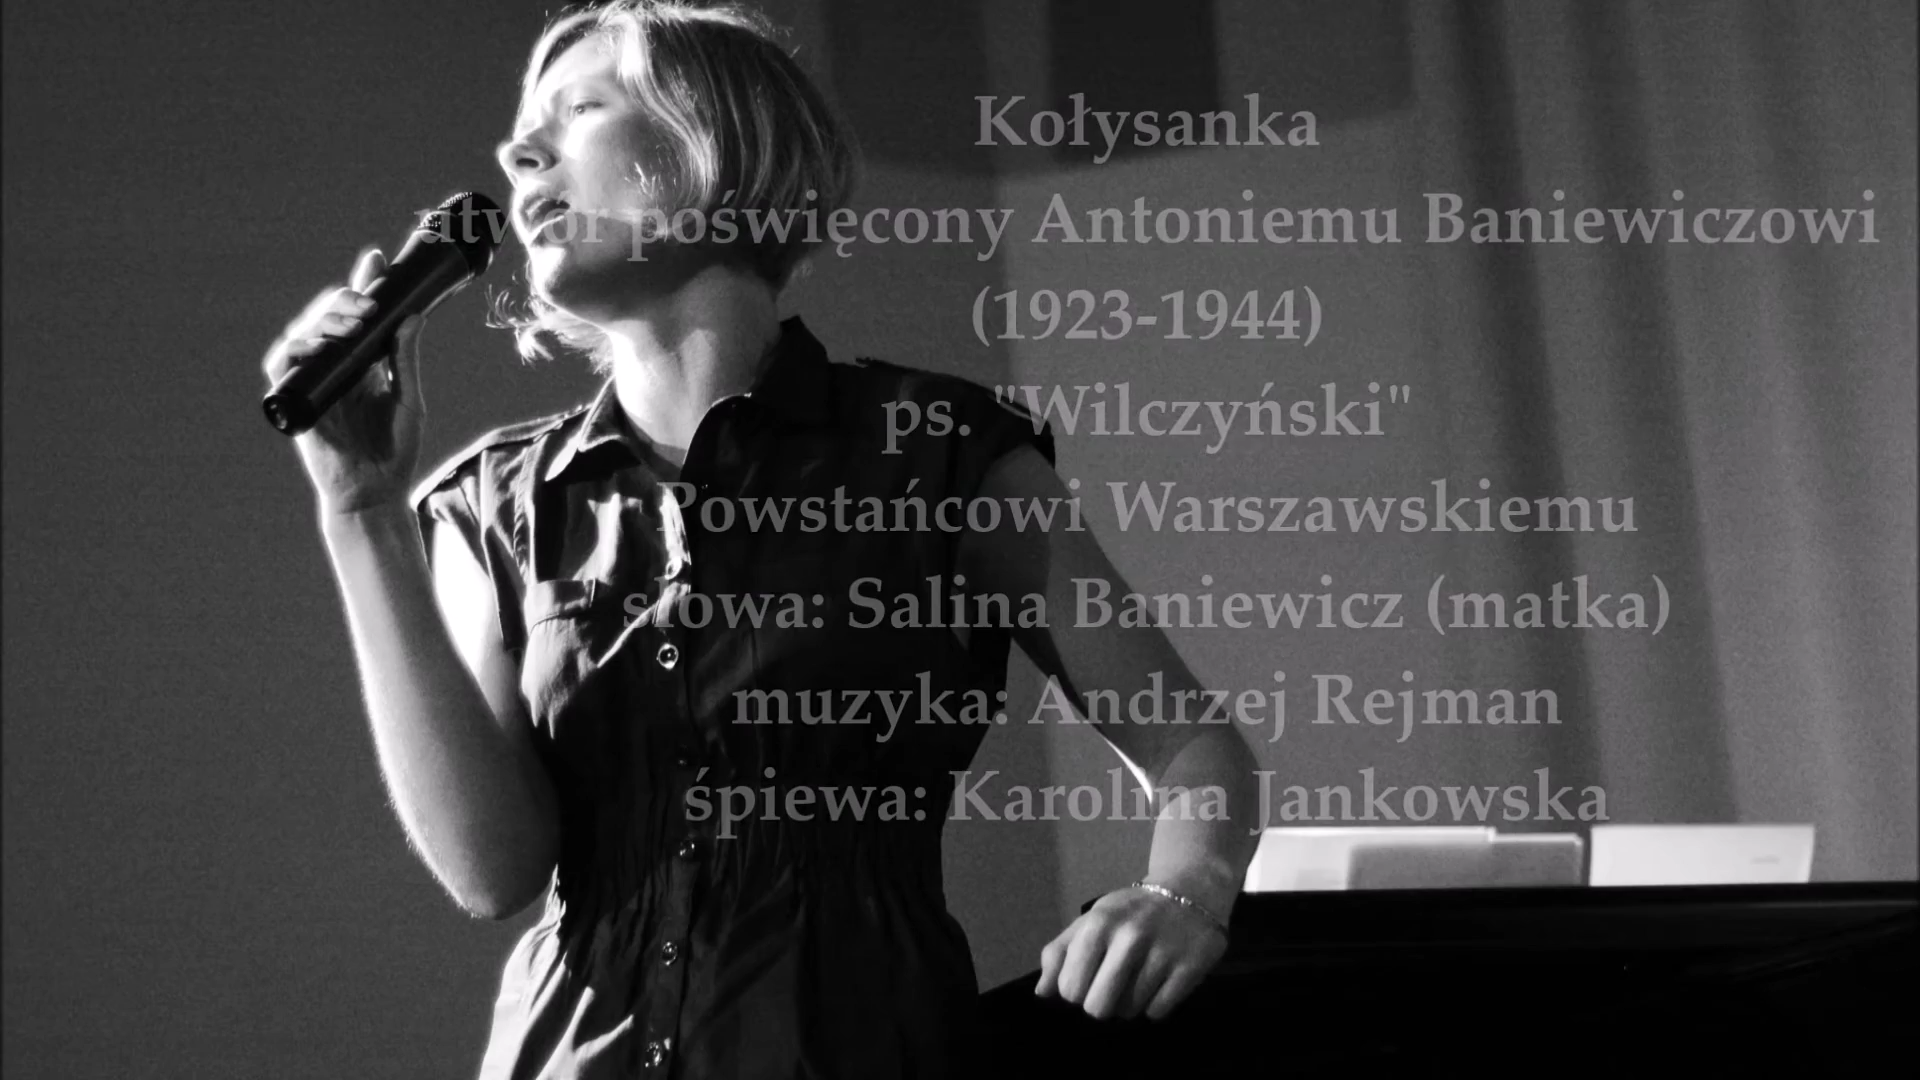 Kołysanka
utwór poświęcony Antoniemu Baniewiczowi
(1923-1944)
ps. "Wilczyński"
Powstańcowi Warszawskiemu
słowa: Salina Baniewicz (matka)
muzyka: Andrzej Rejman
śpiewa: Karolina Jankowska